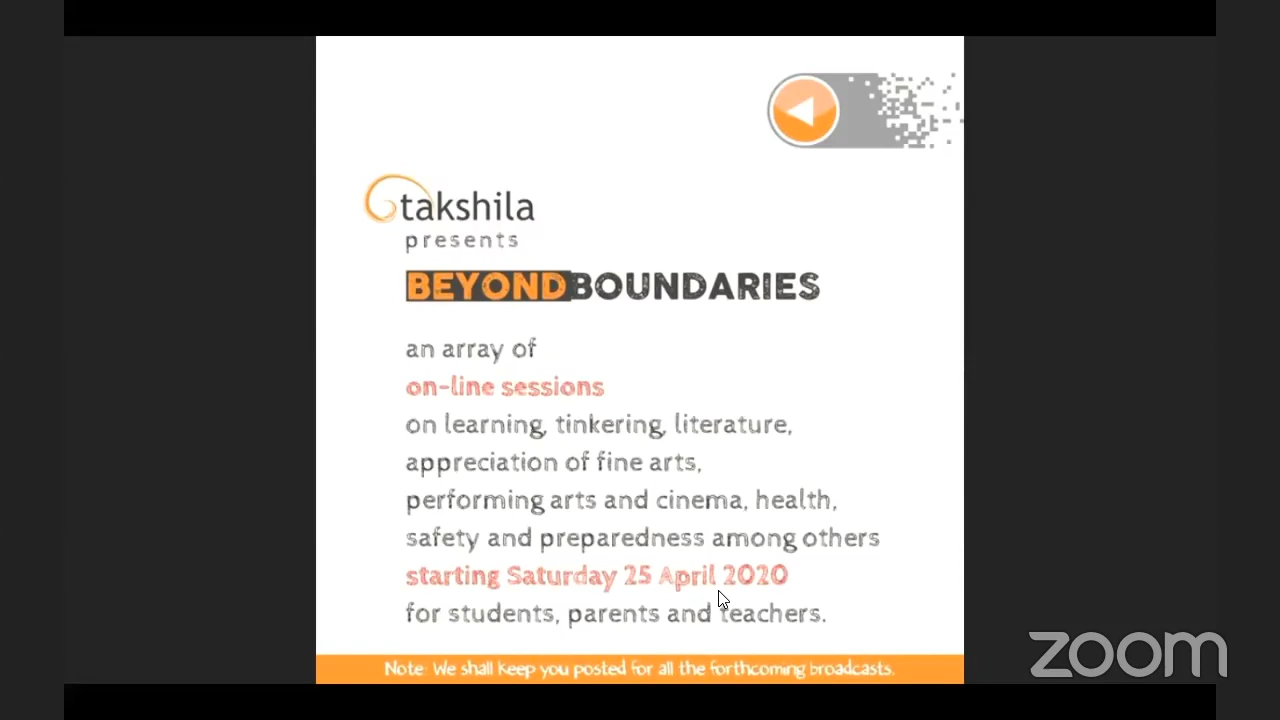 takshila
presents
BEYONDBOUNDARIES
an array of
on-line sessions
on learning, tinkering, literature,
appreciation of fine arts,
performing arts and cinema, health,
safety and preparedness among others
starting Saturday 25 April 2020
for students, parents and teachers.
Note: We shall keep you posted for all the forthcoming broadcasts.
zoom